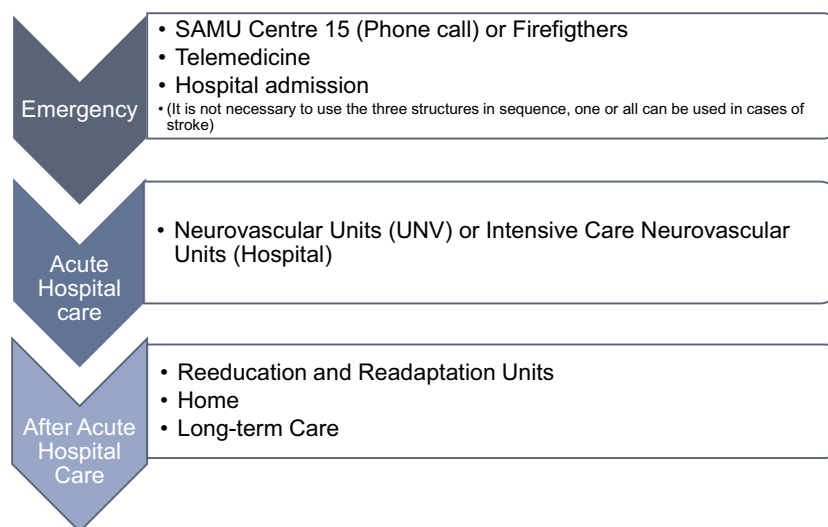 Emergency
• SAMU Centre 15 (Phone call) or Firefigthers
• Telemedicine
• Hospital admission
• (It is not necessary to use the three structures in sequence, one or all can be used in cases of
stroke)
Acute
Hospital
care
• Neurovascular Units (UNV) or Intensive Care Neurovascular
Units (Hospital)
After Acute
Hospital
Care
• Reeducation and Readaptation Units
• Home
• Long-term Care